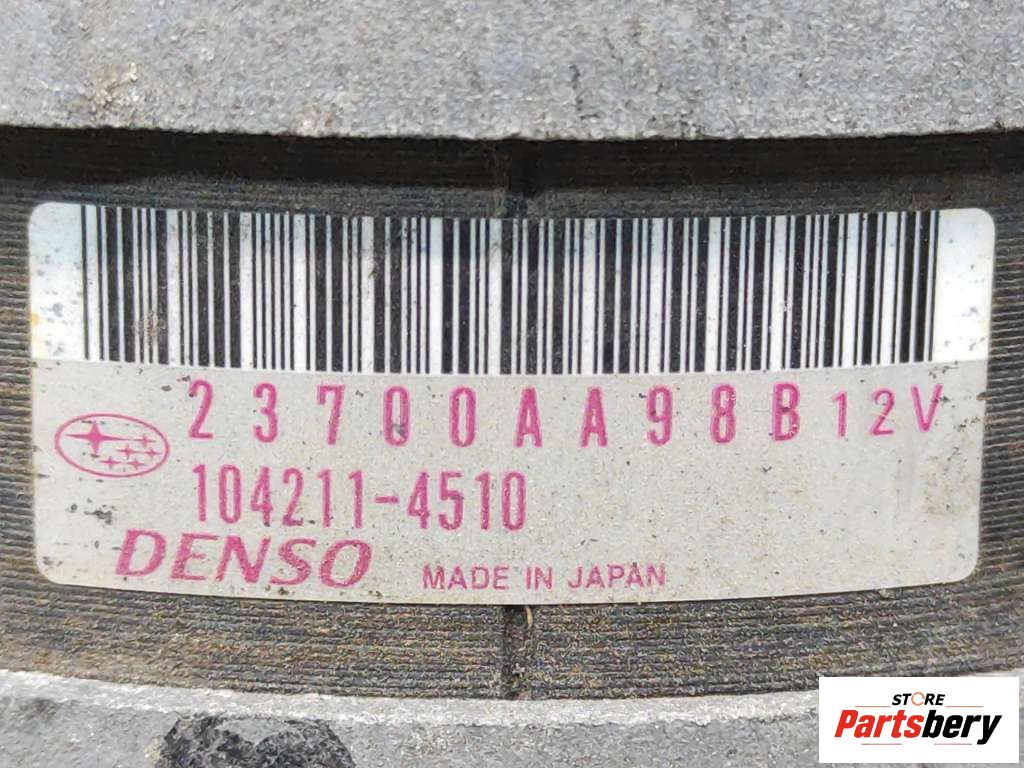 23700AA98B 12V
104211-4510
DENSO MADE IN JAPAN
STORE
Partsbery